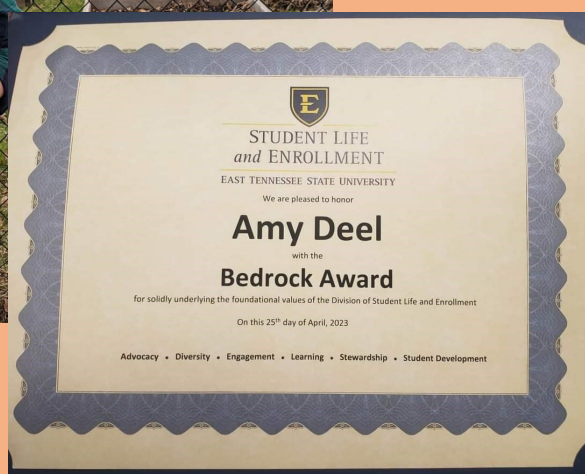 E
STUDENT LIFE
and ENROLLMENT
EAST TENNESSEE STATE UNIVERSITY
We are pleased to honor
Amy Deel
with the
Bedrock Award
for solidly underlying the foundational values of the Division of Student Life and Enrollment
On this 25th day of April, 2023
Advocacy • Diversity • Engagement • Learning • Stewardship • Student Development